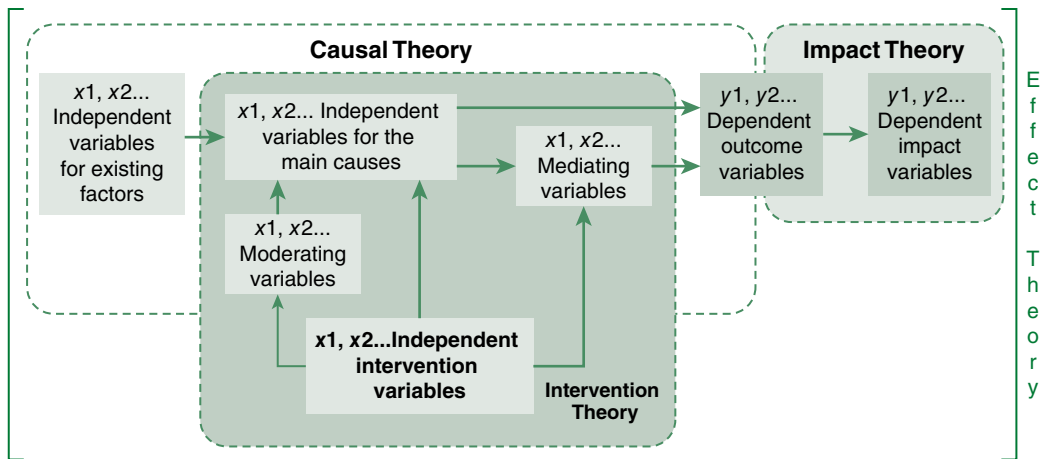 Causal Theory
Impact Theory
x1, x2...
Independent
variables
for existing
factors
x1, x2... Independent
variables for the
main causes
x1, x2...
Mediating
variables
y1, y2...
Dependent
outcome
variables
y1, y2...
Dependent
impact
variables
x1, x2...
Moderating
variables
x1, x2...Independent
intervention
variables
Intervention
Theory
Effect Theory